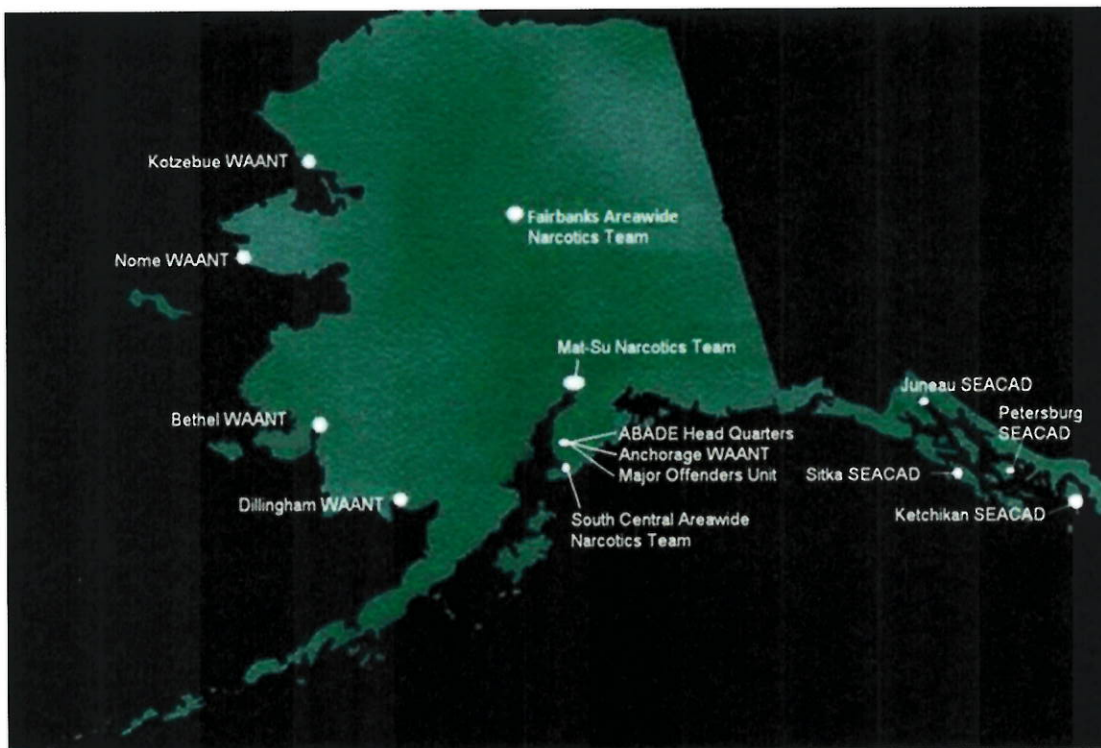 Kotzebue WAANT
Fairbanks Areawide
Narcotics Team
Nome WAANT
Mat-Su Narcotics Team
Juneau SEACAD
Petersburg
SEACAD
Bethel WAANT
ABADE Head Quarters
Anchorage WAANT
Major Offenders Unit
Sitka SEACAD
Dillingham WAANT
South Central Areawide
Narcotics Team
Ketchikan SEACAD